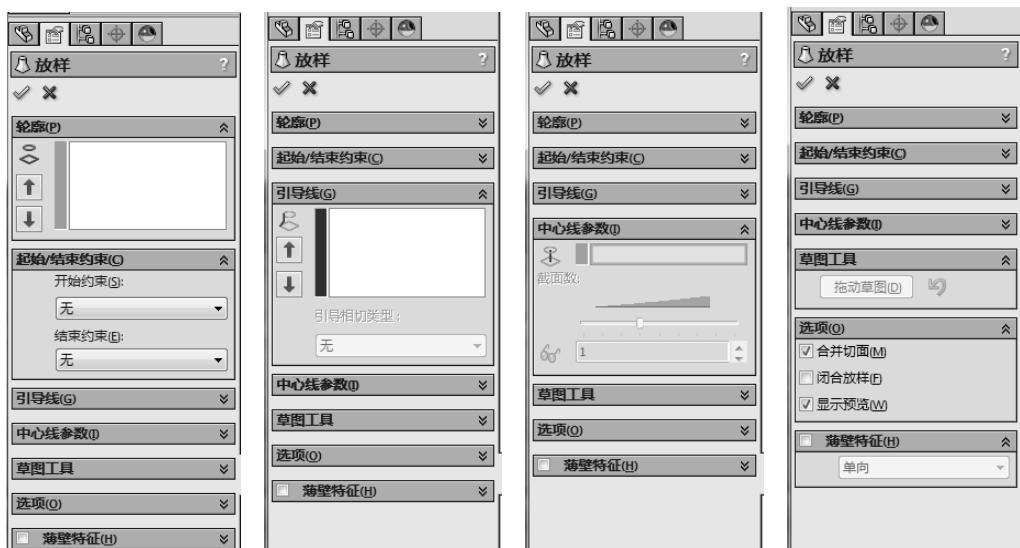 放样 ?
轮廓(P)
起始/结束约束(C)
开始约束(S):
无
结束约束(E):
无
引导线(G)
中心线参数(I)
草图工具
选项(O)
薄壁特征(H)
放样 ?
轮廓(P)
起始/结束约束(C)
引导线(G)
引导相切类型:
无
中心线参数(I)
草图工具
选项(O)
薄壁特征(H)
放样 ?
轮廓(P)
起始/结束约束(C)
引导线(G)
中心线参数(I)
截面数:
1
草图工具
选项(O)
薄壁特征(H)
放样 ?
轮廓(P)
起始/结束约束(C)
引导线(G)
中心线参数(I)
草图工具
拖动草图(D)
选项(O)
合并切面(M)
闭合放样(F)
显示预览(W)
薄壁特征(H)
单向